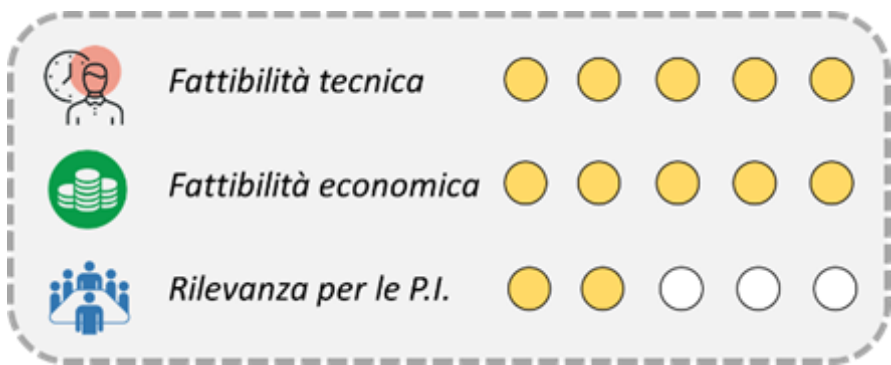 Fattibilità tecnica
Fattibilità economica
Rilevanza per le P.I.